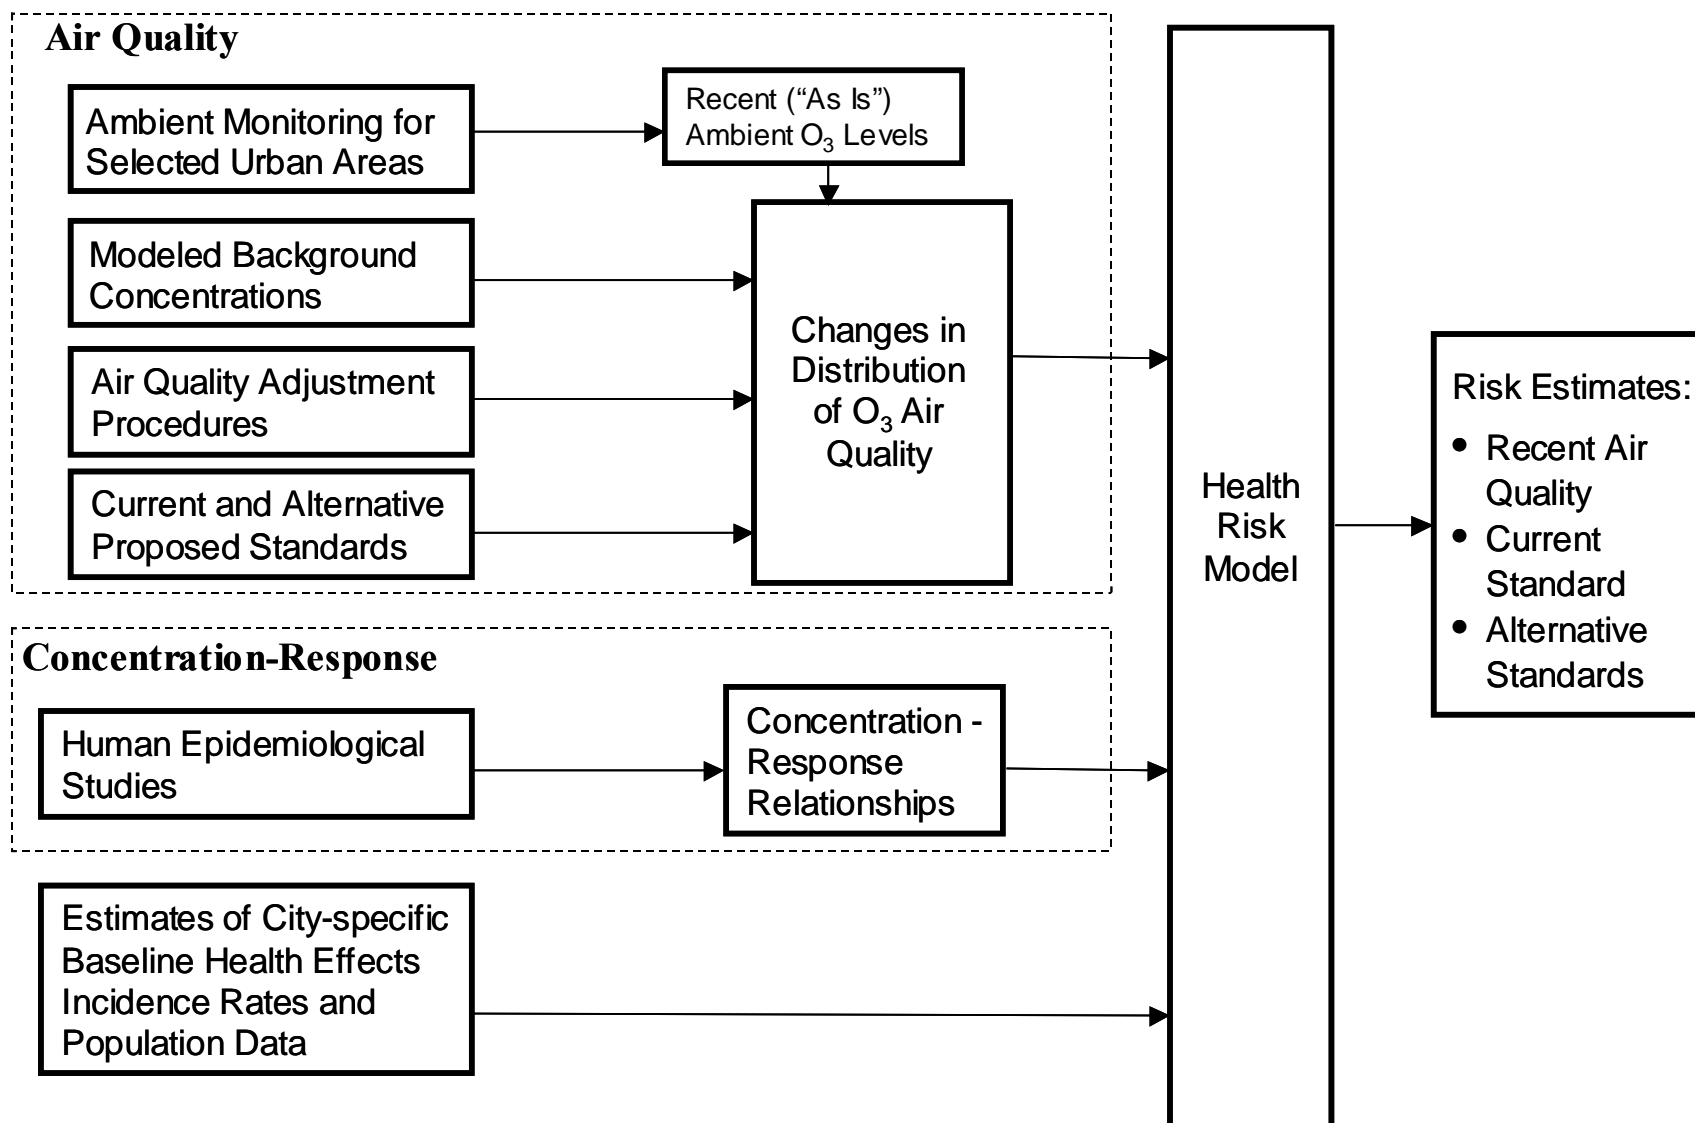 Air Quality
Ambient Monitoring for
Selected Urban Areas
Recent (“As Is”)
Ambient O₃ Levels
Modeled Background
Concentrations
Air Quality Adjustment
Procedures
Current and Alternative
Proposed Standards
Changes in
Distribution
of O₃ Air
Quality
Concentration-Response
Human Epidemiological
Studies
Concentration -
Response
Relationships
Estimates of City-specific
Baseline Health Effects
Incidence Rates and
Population Data
Health
Risk
Model
Risk Estimates:
• Recent Air
Quality
• Current
Standard
• Alternative
Standards